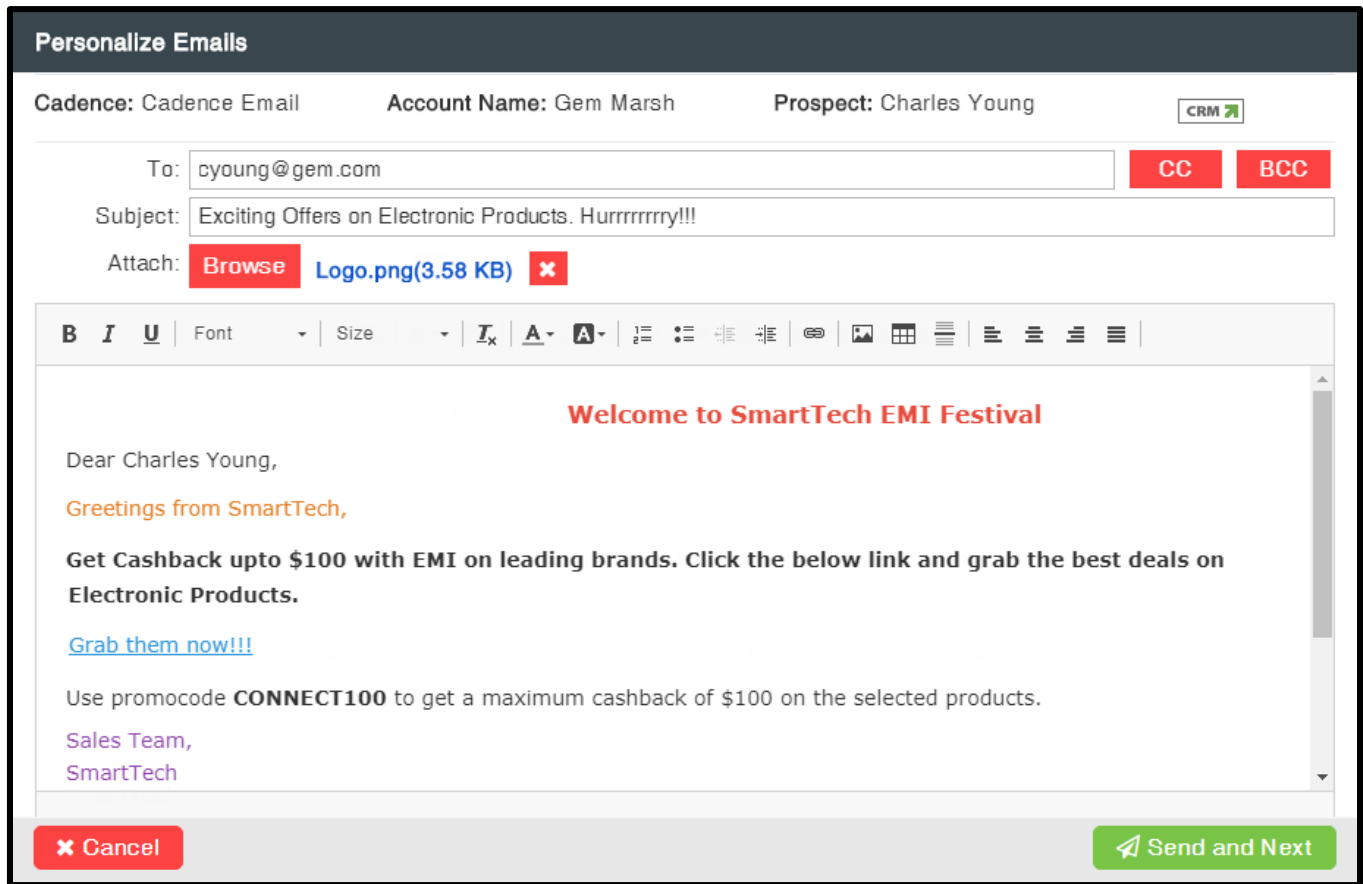 Personalize Emails
Cadence: Cadence Email Account Name: Gem Marsh Prospect: Charles Young CRM
To: cyoung@gem.com CC BCC
Subject: Exciting Offers on Electronic Products. Hurrrrrrrry!!!
Attach: Browse Logo.png(3.58 KB)
B I U Font Size Ix A A
Welcome to SmartTech EMI Festival
Dear Charles Young,
Greetings from SmartTech,
Get Cashback upto $100 with EMI on leading brands. Click the below link and grab the best deals on
Electronic Products.
Grab them now!!!
Use promocode CONNECT100 to get a maximum cashback of $100 on the selected products.
Sales Team,
SmartTech
Cancel Send and Next